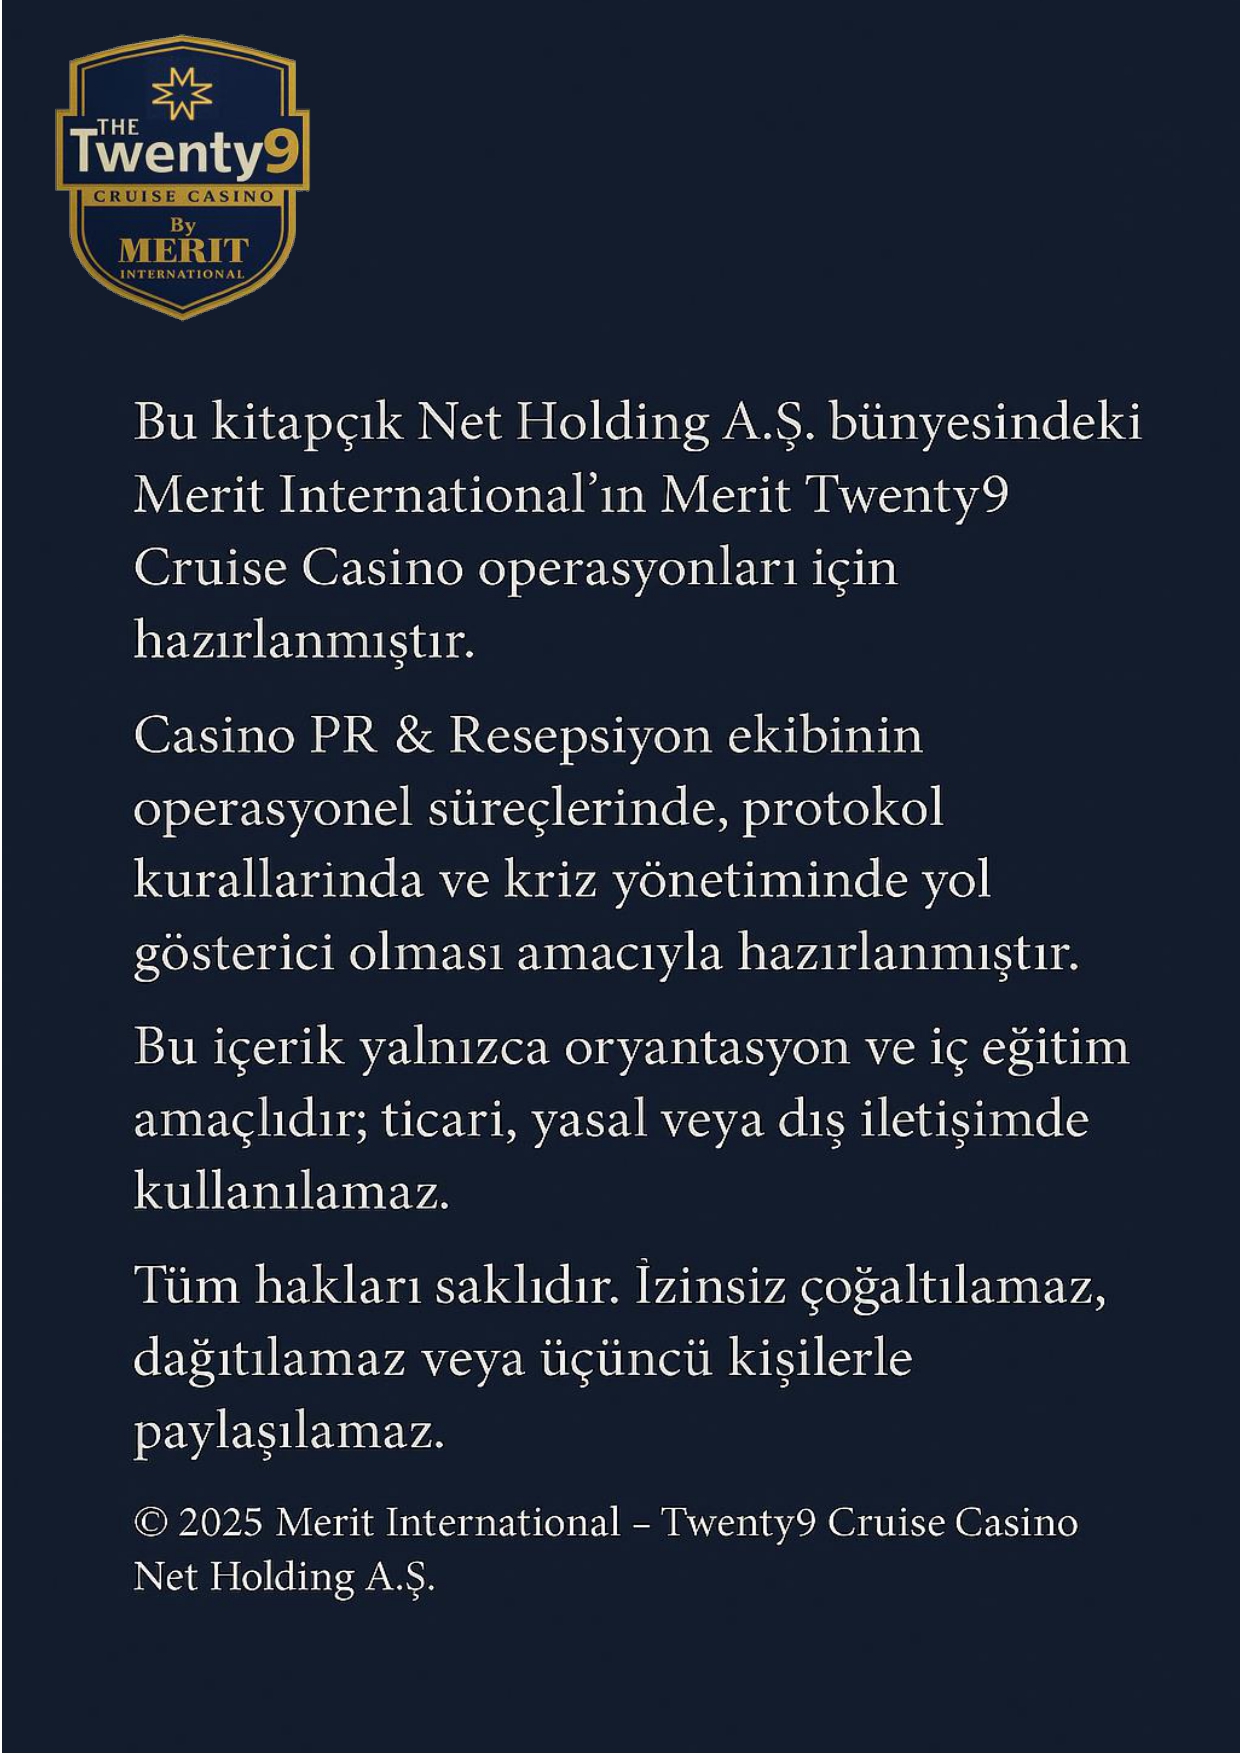 THE
Twenty9
CRUISE CASINO
By
MERIT
INTERNATIONAL
Bu kitapçık Net Holding A.Ş. bünyesindeki
Merit International’ın Merit Twenty9
Cruise Casino operasyonları için
hazırlanmıştır.
Casino PR & Resepsiyon ekibinin
operasyonel süreçlerinde, protokol
kurallarinda ve kriz yönetiminde yol
gösterici olması amacıyla hazırlanmıştır.
Bu içerik yalnızca oryantasyon ve iç eğitim
amaçlıdır; ticari, yasal veya dış iletişimde
kullanılamaz.
Tüm hakları saklıdır. İzinsiz çoğaltılamaz,
dağıtılamaz veya üçüncü kişilerle
paylaşılamaz.
© 2025 Merit International – Twenty9 Cruise Casino
Net Holding A.Ş.